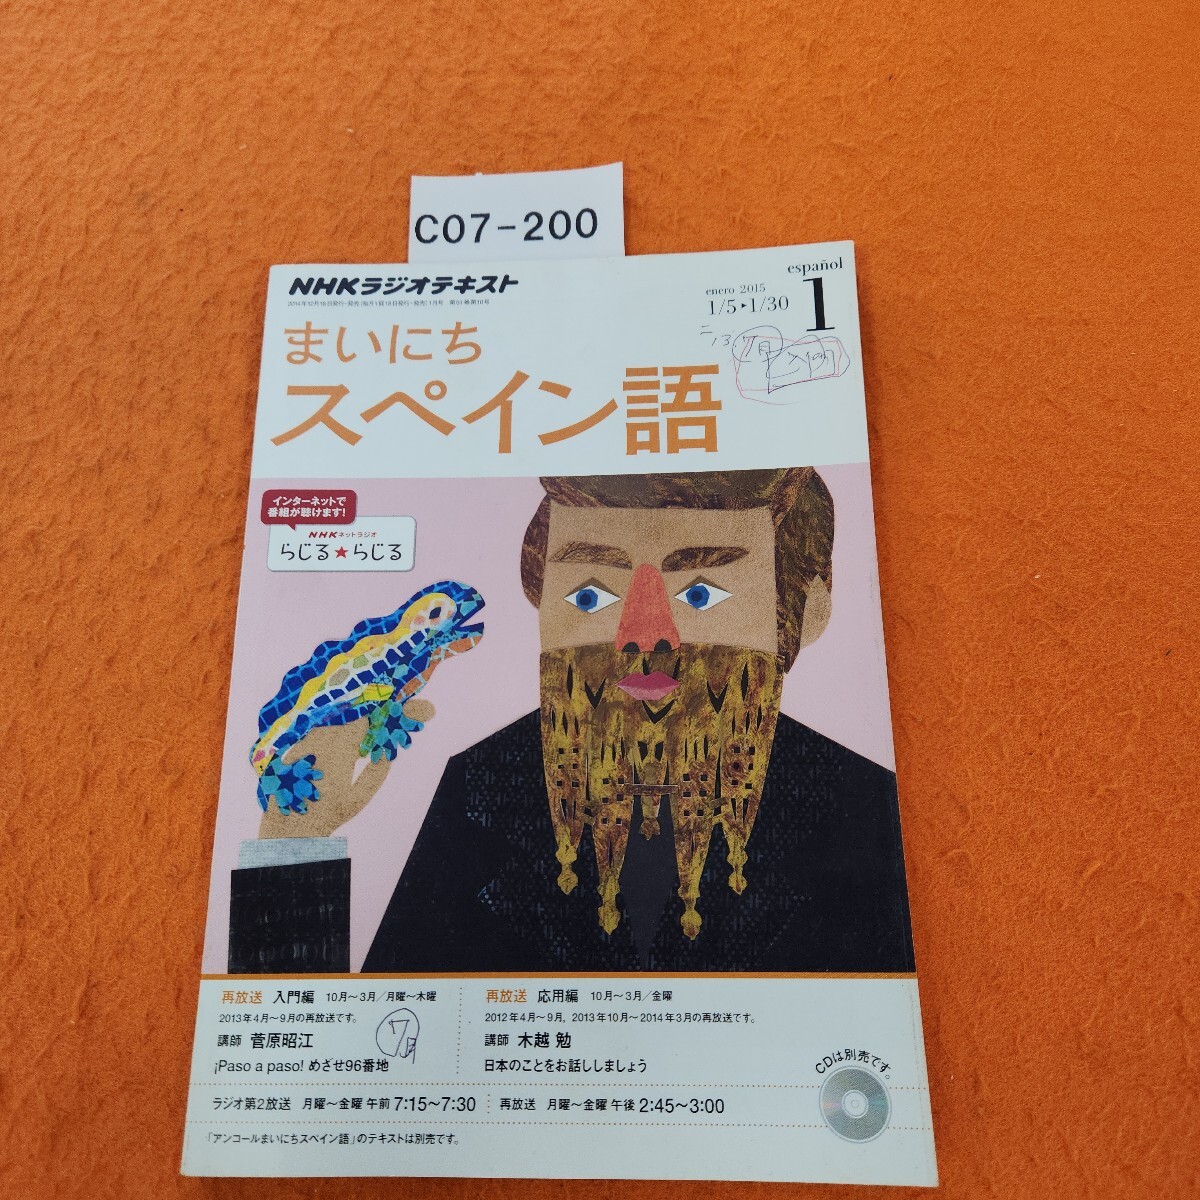 C07-200
NHKラジオテキスト
español
enero 2015
1/5▸1/30
1
まいにち
スペイン語
7月
インターネットで
番組が聴けます!
NHKネットラジオ
らじる★らじる
再放送 入門編 10月〜3月/月曜〜木曜
2013年4月〜9月の再放送です。
講師 菅原昭江
7月
¡Paso a paso! めざせ96番地
再放送 応用編 10月〜3月/金曜
2012年4月〜9月, 2013年10月〜2014年3月の再放送です。
講師 木越 勉
日本のことをお話ししましょう
CDは別売です。
ラジオ第2放送 月曜〜金曜 午前 7:15〜7:30
再放送 月曜〜金曜 午後 2:45〜3:00
「アンコールまいにちスペイン語」のテキストは別売です。